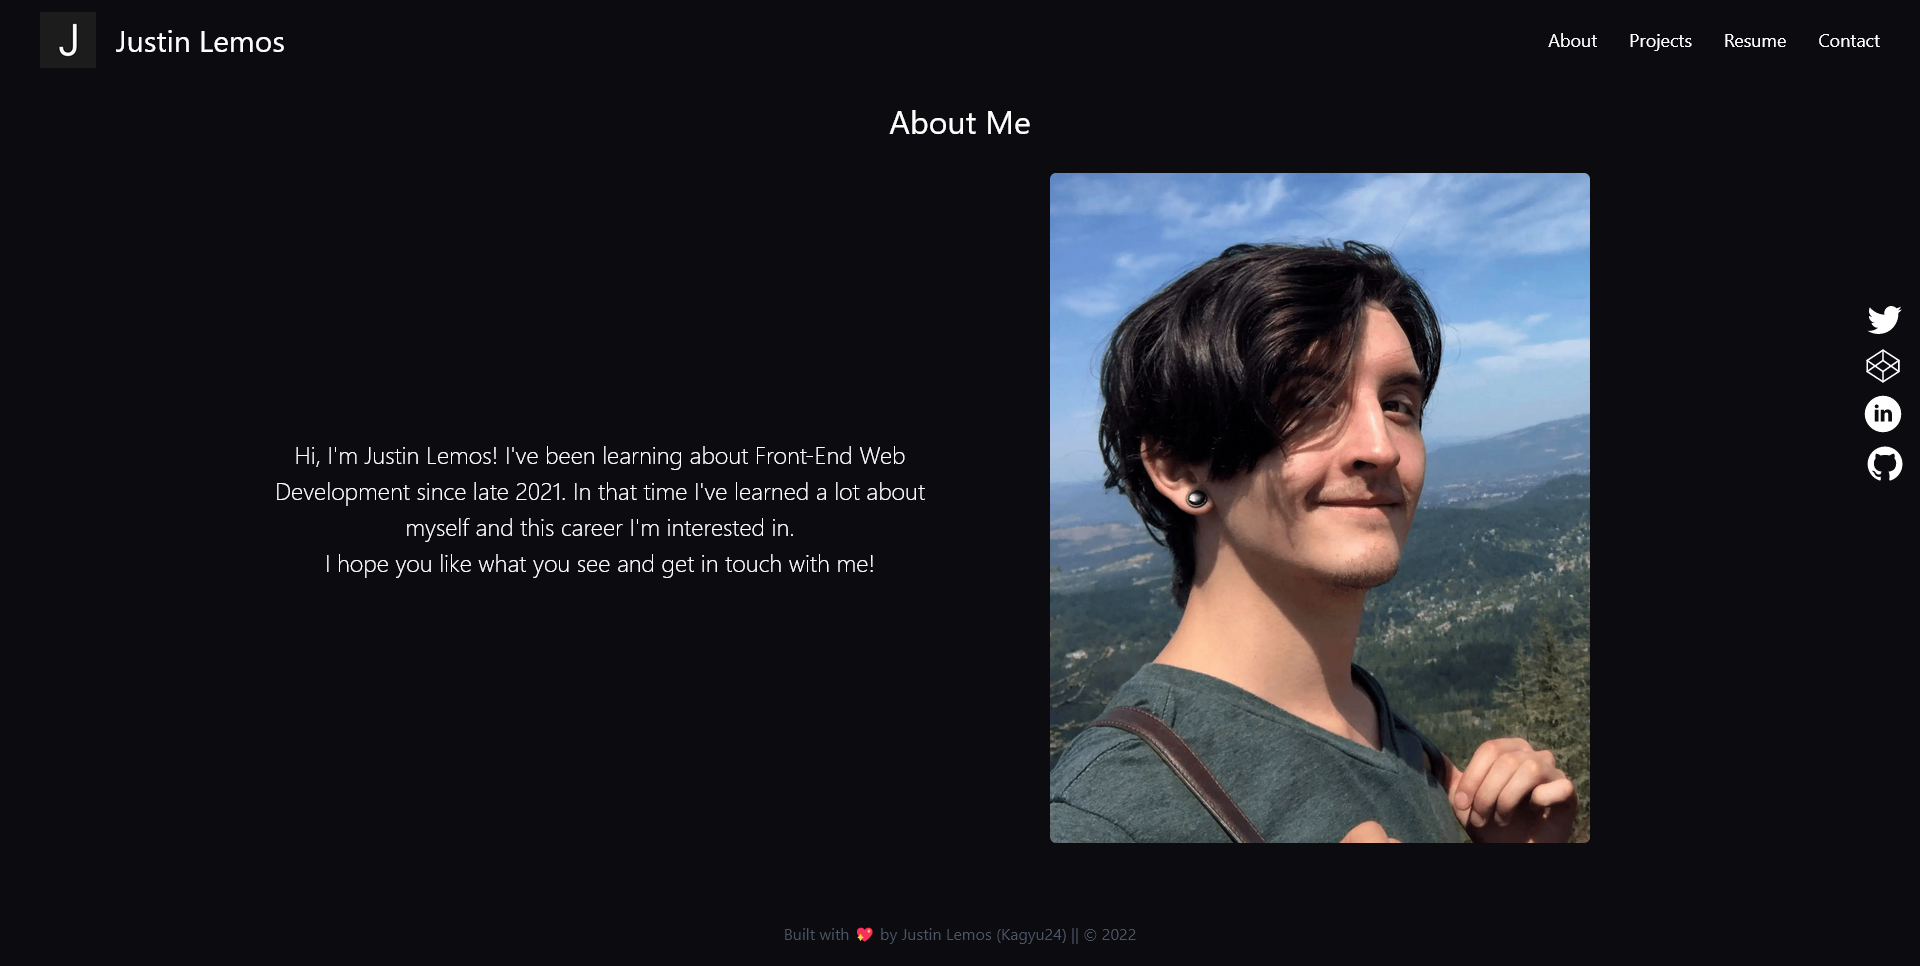 J
Justin Lemos
About
Projects
Resume
Contact
About Me
Hi, I'm Justin Lemos! I've been learning about Front-End Web
Development since late 2021. In that time I've learned a lot about
myself and this career I'm interested in.
I hope you like what you see and get in touch with me!
in
Built with 💖 by Justin Lemos (Kagyu24) || © 2022